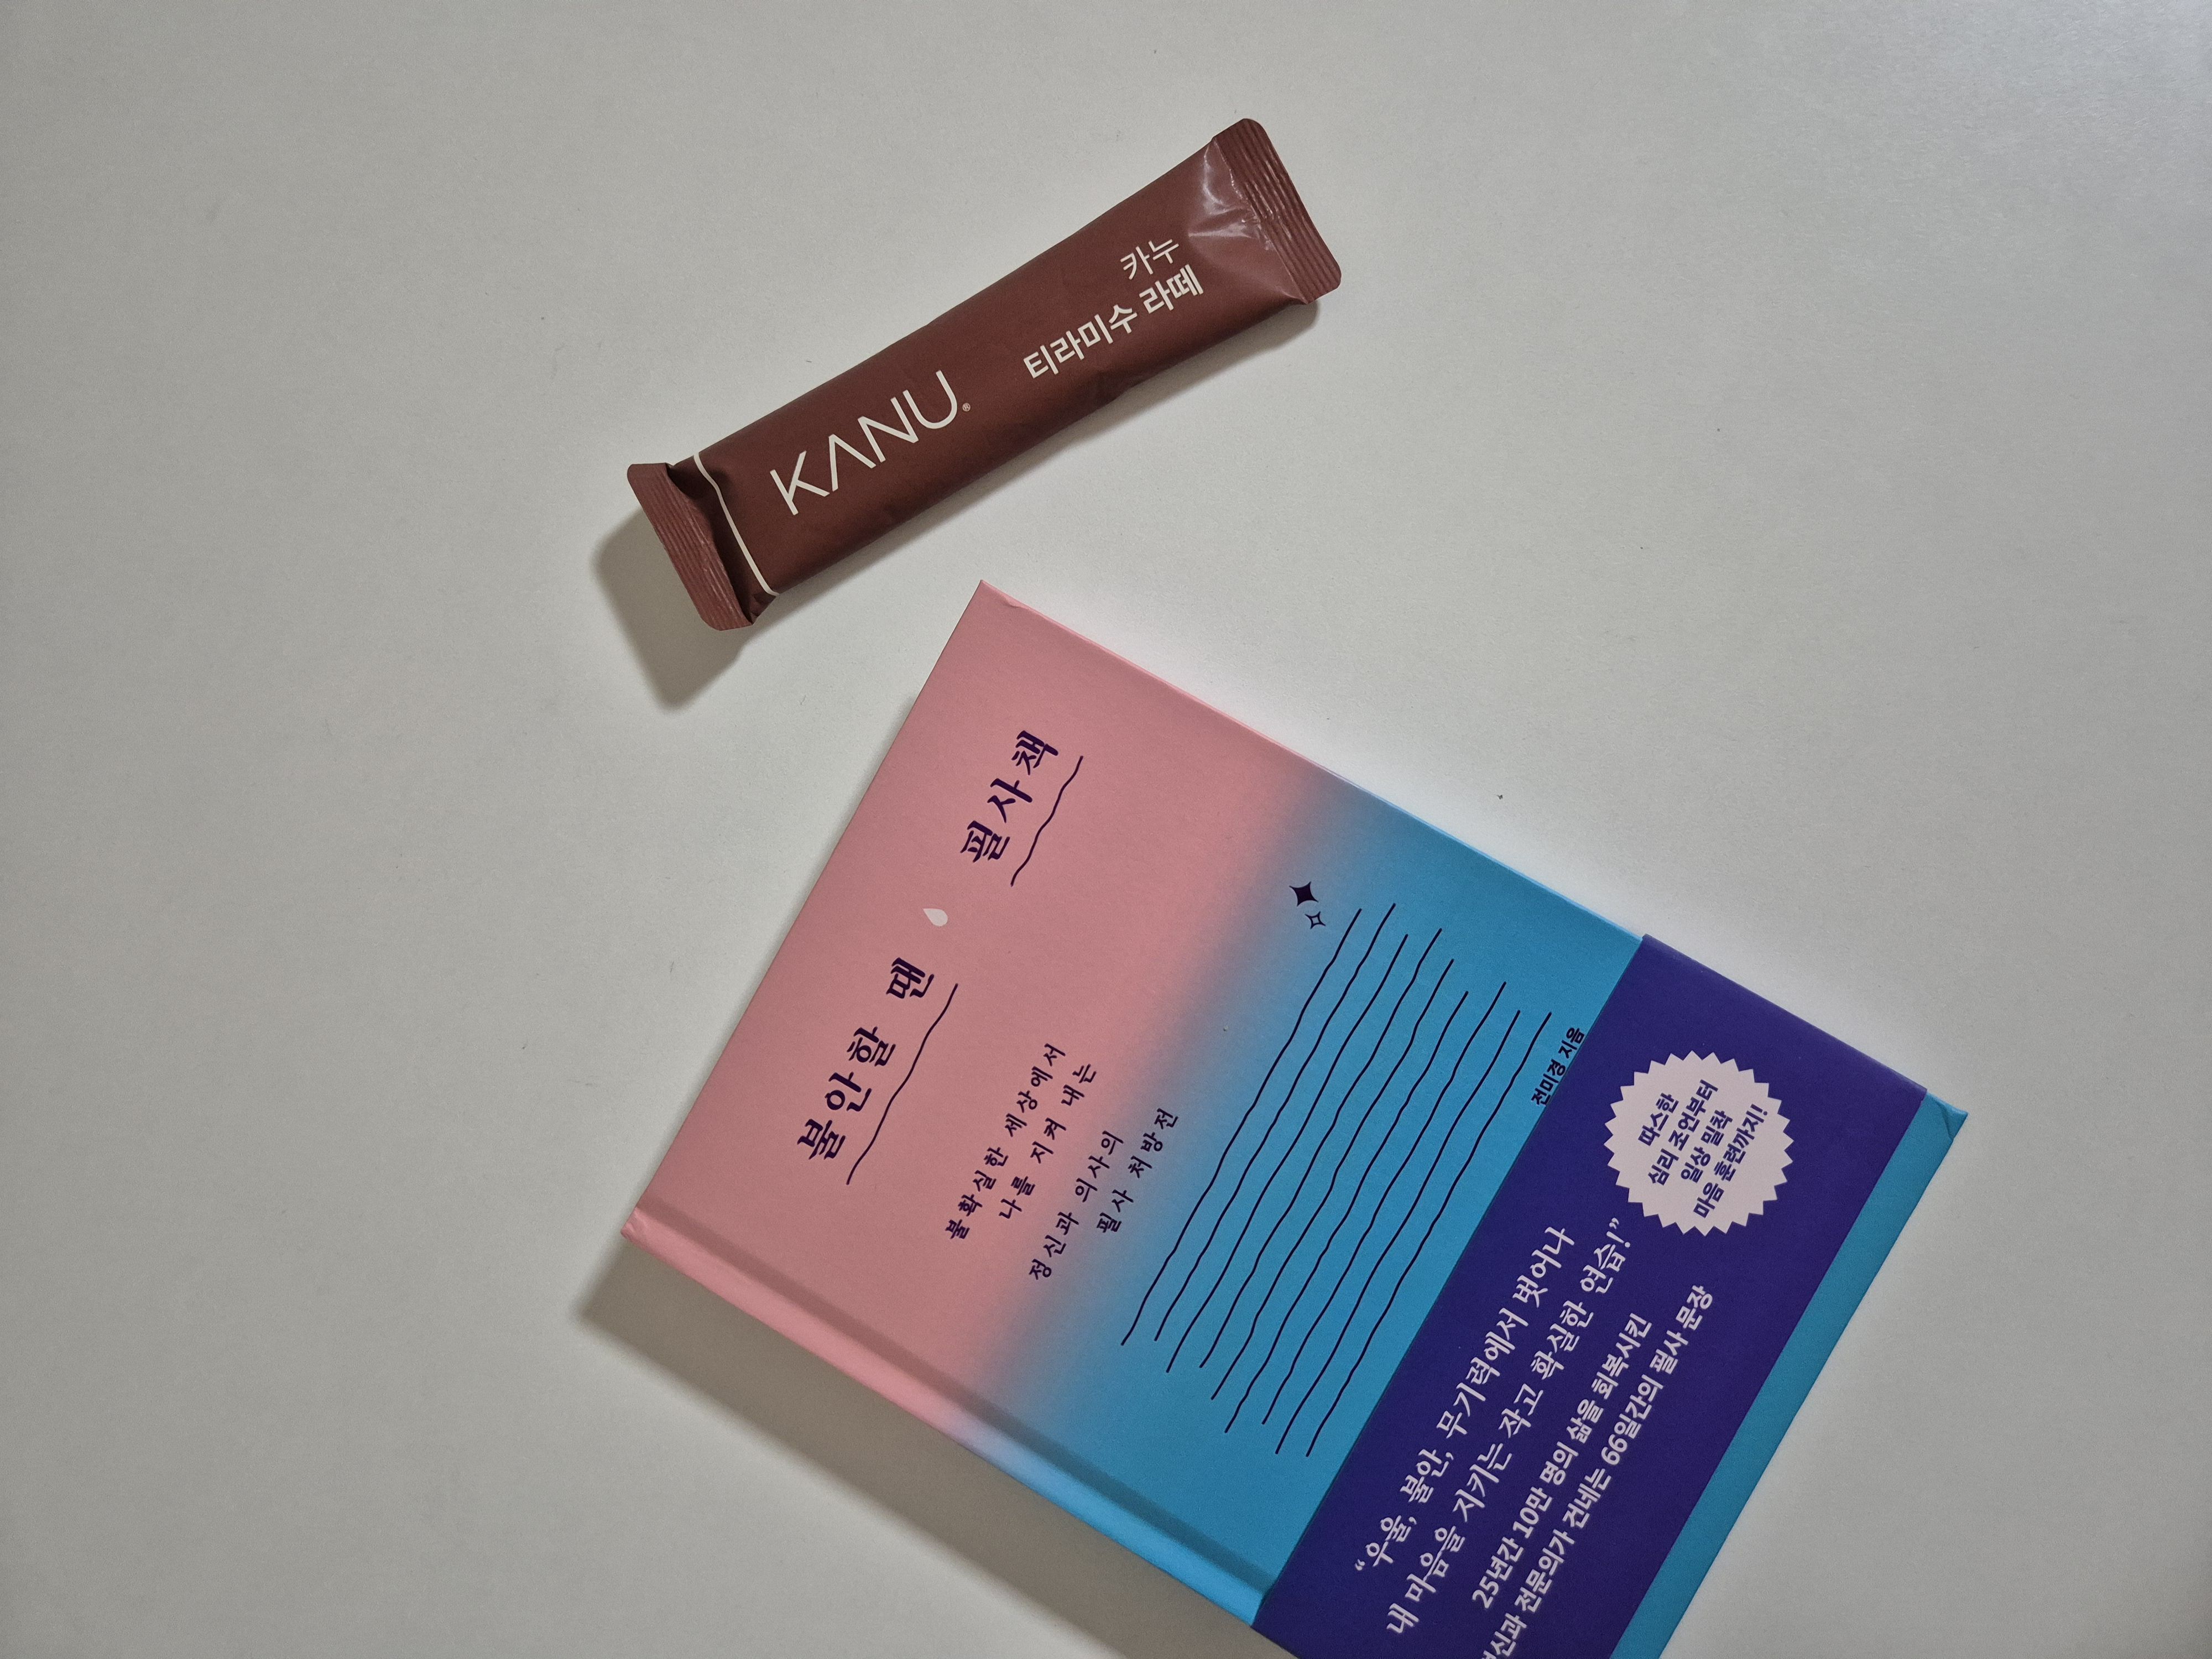 KANU®
카누
티라미수 라떼
불안할 땐
필사책
불확실한 세상에서
나를 지켜 내는
정신과 의사의
필사 처방전
전미경 지음
따스한
심리 조언부터
일상 밀착
마음 훈련까지!
“우울, 불안, 무기력에서 벗어나
내 마음을 지키는 작고 확실한 연습!”
25년간 10만 명의 삶을 회복시킨
정신과 전문의가 건네는 66일간의 필사 문장